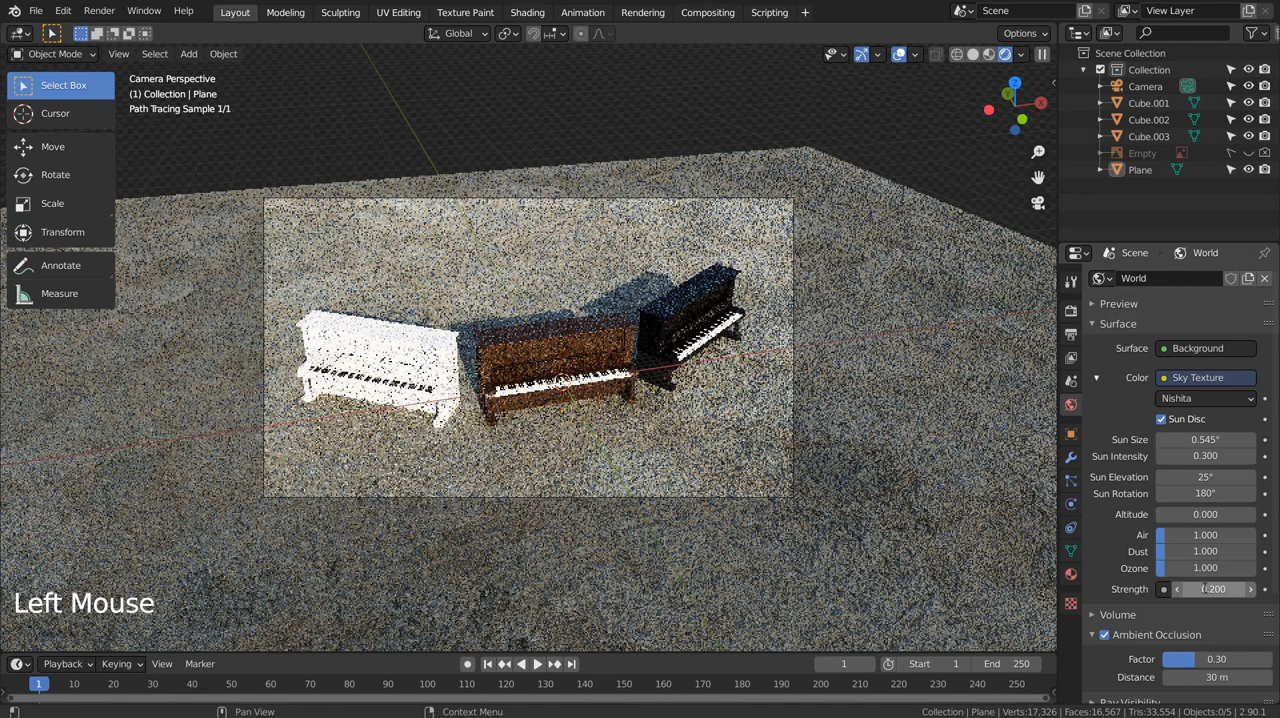 File Edit Render Window Help Layout Modeling Sculpting UV Editing Texture Paint Shading Animation Rendering Compositing Scripting + Scene View Layer
Global Options
Object Mode View Select Add Object
Select Box
Cursor
Move
Rotate
Scale
Transform
Annotate
Measure
Camera Perspective
(1) Collection | Plane
Path Tracing Sample 1/1
Z
X
Y
Left Mouse
Scene Collection
Collection
Camera
Cube.001
Cube.002
Cube.003
Empty
Plane
Scene World
World
Preview
Surface
Surface Background
Color Sky Texture
Nishita
Sun Disc
Sun Size 0.545°
Sun Intensity 0.300
Sun Elevation 25°
Sun Rotation 180°
Altitude 0.000
Air 1.000
Dust 1.000
Ozone 1.000
Strength 0.200
Volume
Ambient Occlusion
Factor 0.30
Distance 30 m
Ray Visibility
Playback Keying View Marker 1 Start 1 End 250
1 10 20 30 40 50 60 70 80 90 100 110 120 130 140 150 160 170 180 190 200 210 220 230 240 250
Pan View Context Menu Collection | Plane | Verts:17,326 | Faces:16,567 | Tris:33,554 | Objects:0/5 | 2.90.1